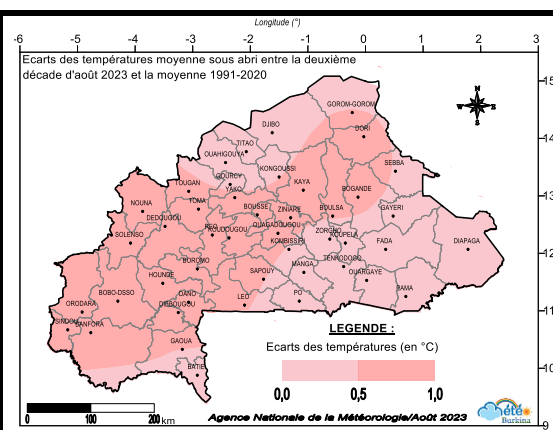 Longitude (°)
-6 -5 -4 -3 -2 -1 0 1 2 3
Ecarts des températures moyenne sous abri entre la deuxième
décade d'août 2023 et la moyenne 1991-2020
15
N
W E
S
GOROM-GOROM
14
DJIBO
DORI
TITAO
OUAHIGOUYA
SEBBA
KONGOUSSI
GOURCY
TOUGAN
KAYA
BOGANDE
13
YAKO
NOUNA
TOMA
BOUSSE
ZINIARE
BOULSA
GAYERI
DEDOUGOU
OUAGADOUGOU
ZORGHO
SOLENSO
KOUDOUGOU
KOMBISSIRI
KOUPELA
FADA
DIAPAGA
12
BOROMO
MANGA
TENKODOGO
HOUNDE
SAPOUY
OUARGAYE
BOBO-DSSO
DANO
LEO
PO
PAMA
ORODARA
DIEBOUGOU
11
SINDOU
BANFORA
LEGENDE :
GAOUA
Ecarts des températures (en °C)
BATIE
10
0,0 0,5 1,0
0 100 200 km
Agence Nationale de la Météorologie/Août 2023
Météo
Burkina
9